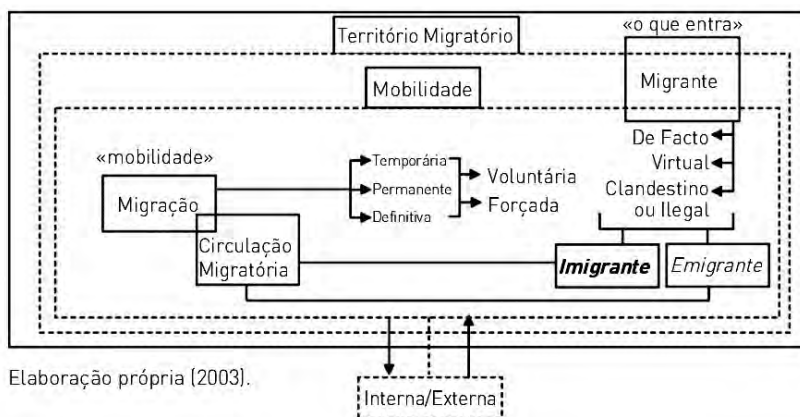 «o que entra»
Território Migratório
Migrante
Mobilidade
De Facto
Virtual
Clandestino
ou Ilegal
«mobilidade»
Migração
Temporária
Permanente
Definitiva
Voluntária
Forçada
Circulação
Migratória
Imigrante
Emigrante
Elaboração própria (2003).
Interna/Externa